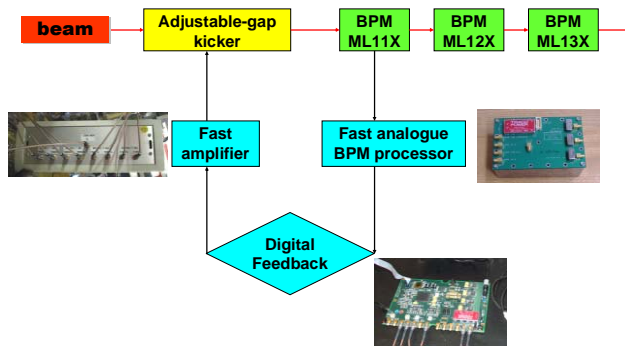 beam
Adjustable-gap
kicker
BPM
ML11X
BPM
ML12X
BPM
ML13X
Fast
amplifier
Fast analogue
BPM processor
Digital
Feedback